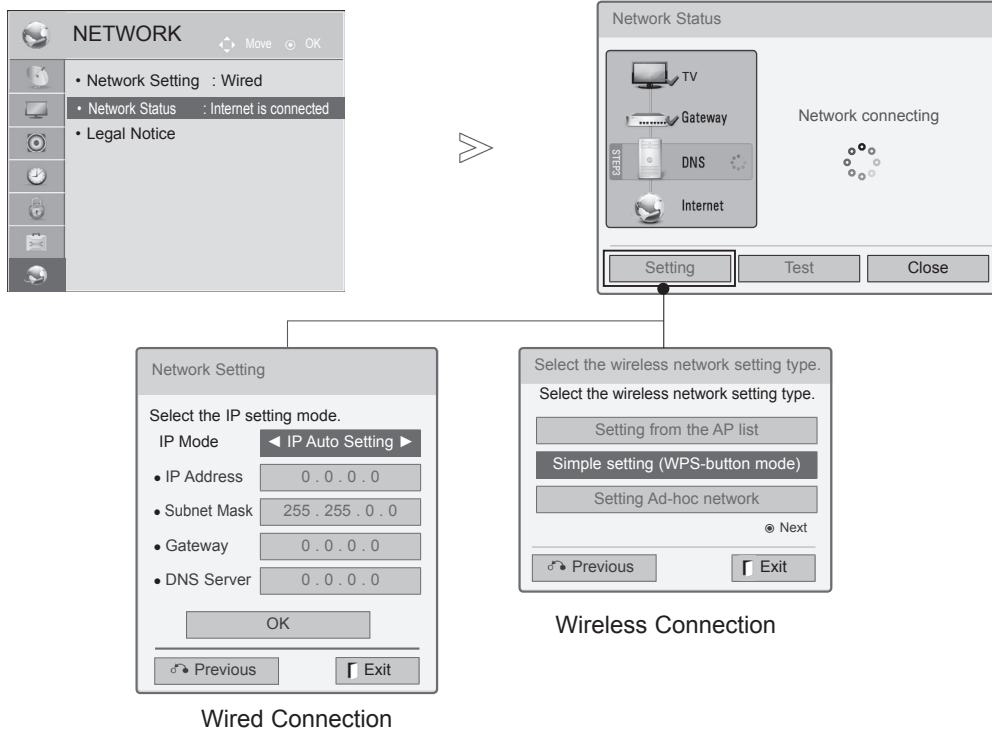 NETWORK
Move OK
• Network Setting : Wired
• Network Status : Internet is connected
• Legal Notice
Network Status
TV
Gateway
STEP3
DNS
Internet
Network connecting
Setting
Test
Close
Network Setting
Select the IP setting mode.
IP Mode ◄ IP Auto Setting ►
• IP Address 0 . 0 . 0 . 0
• Subnet Mask 255 . 255 . 0 . 0
• Gateway 0 . 0 . 0 . 0
• DNS Server 0 . 0 . 0 . 0
OK
Previous
Exit
Wired Connection
Select the wireless network setting type.
Select the wireless network setting type.
Setting from the AP list
Simple setting (WPS-button mode)
Setting Ad-hoc network
Next
Previous
Exit
Wireless Connection